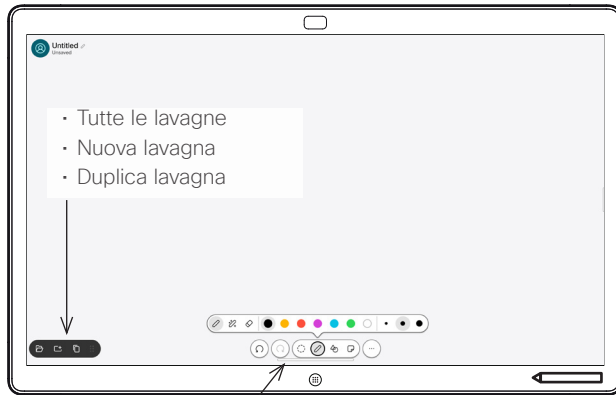 Untitled
Unsaved
· Tutte le lavagne
· Nuova lavagna
· Duplica lavagna